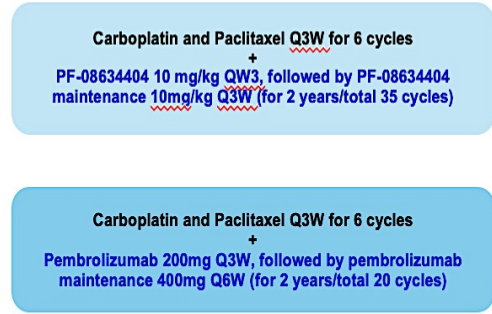 Carboplatin and Paclitaxel Q3W for 6 cycles
+
PF-08634404 10 mg/kg QW3, followed by PF-08634404
maintenance 10mg/kg Q3W (for 2 years/total 35 cycles)
Carboplatin and Paclitaxel Q3W for 6 cycles
+
Pembrolizumab 200mg Q3W, followed by pembrolizumab
maintenance 400mg Q6W (for 2 years/total 20 cycles)